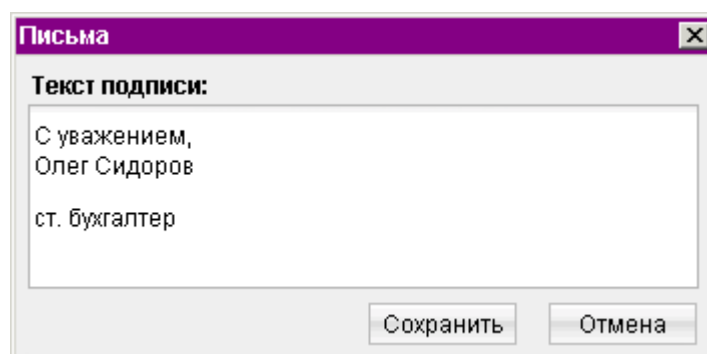 Письма
Текст подписи:
С уважением,
Олег Сидоров
ст. бухгалтер
Сохранить
Отмена